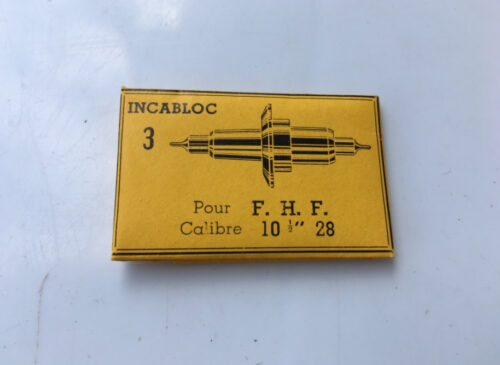 INCABLOC
3
Pour F. H. F.
Calibre 10 ½''' 28